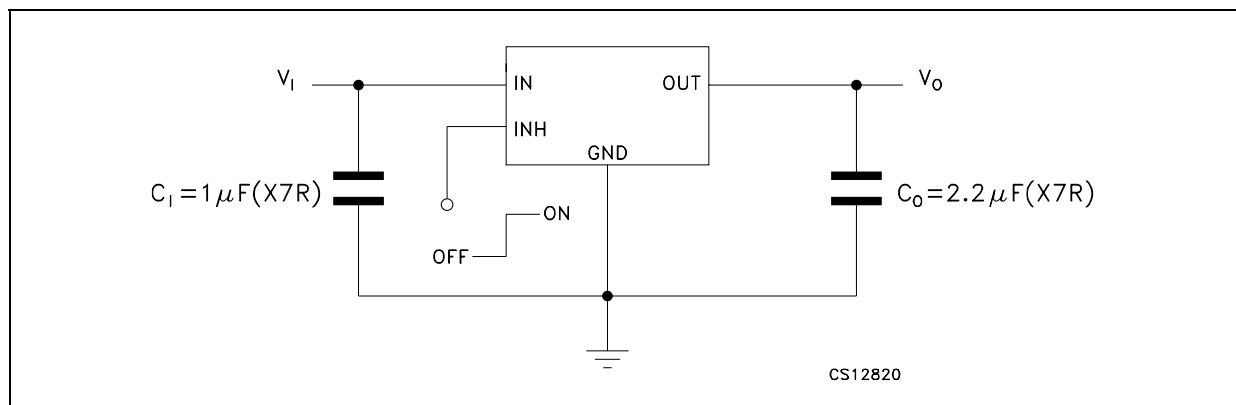 V_I
IN
OUT
V_O
INH
GND
C_I=1μF(X7R)
C_O=2.2μF(X7R)
ON
OFF
CS12820